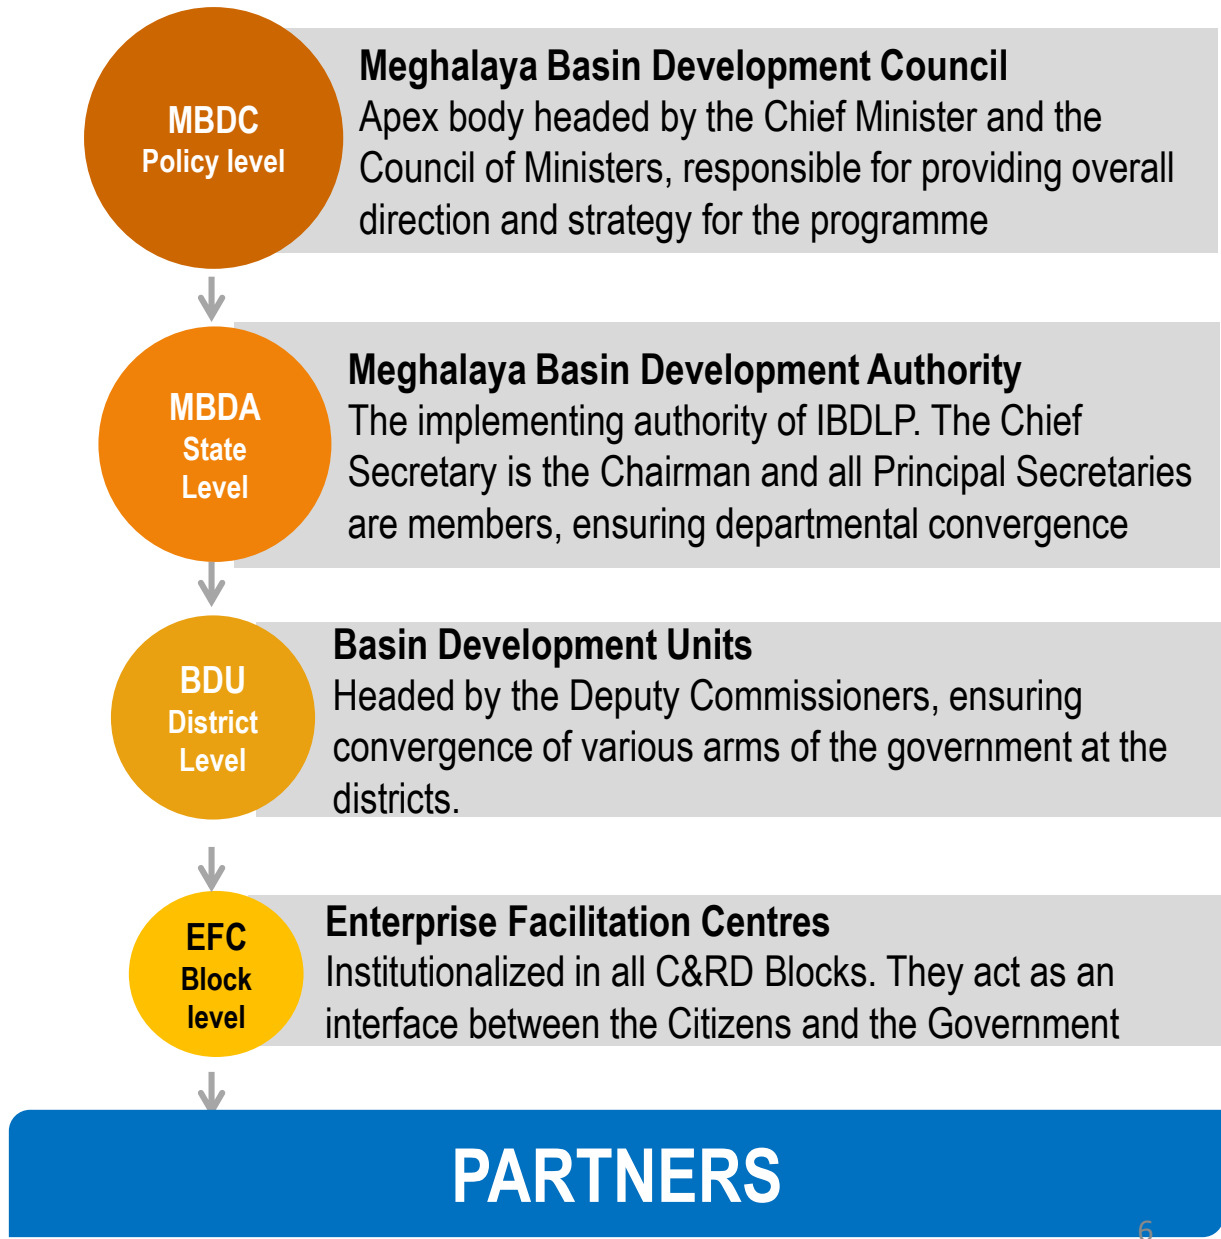 MBDC
Policy level
Meghalaya Basin Development Council
Apex body headed by the Chief Minister and the
Council of Ministers, responsible for providing overall
direction and strategy for the programme
MBDA
State
Level
Meghalaya Basin Development Authority
The implementing authority of IBDLP. The Chief
Secretary is the Chairman and all Principal Secretaries
are members, ensuring departmental convergence
BDU
District
Level
Basin Development Units
Headed by the Deputy Commissioners, ensuring
convergence of various arms of the government at the
districts.
EFC
Block
level
Enterprise Facilitation Centres
Institutionalized in all C&RD Blocks. They act as an
interface between the Citizens and the Government
PARTNERS
6